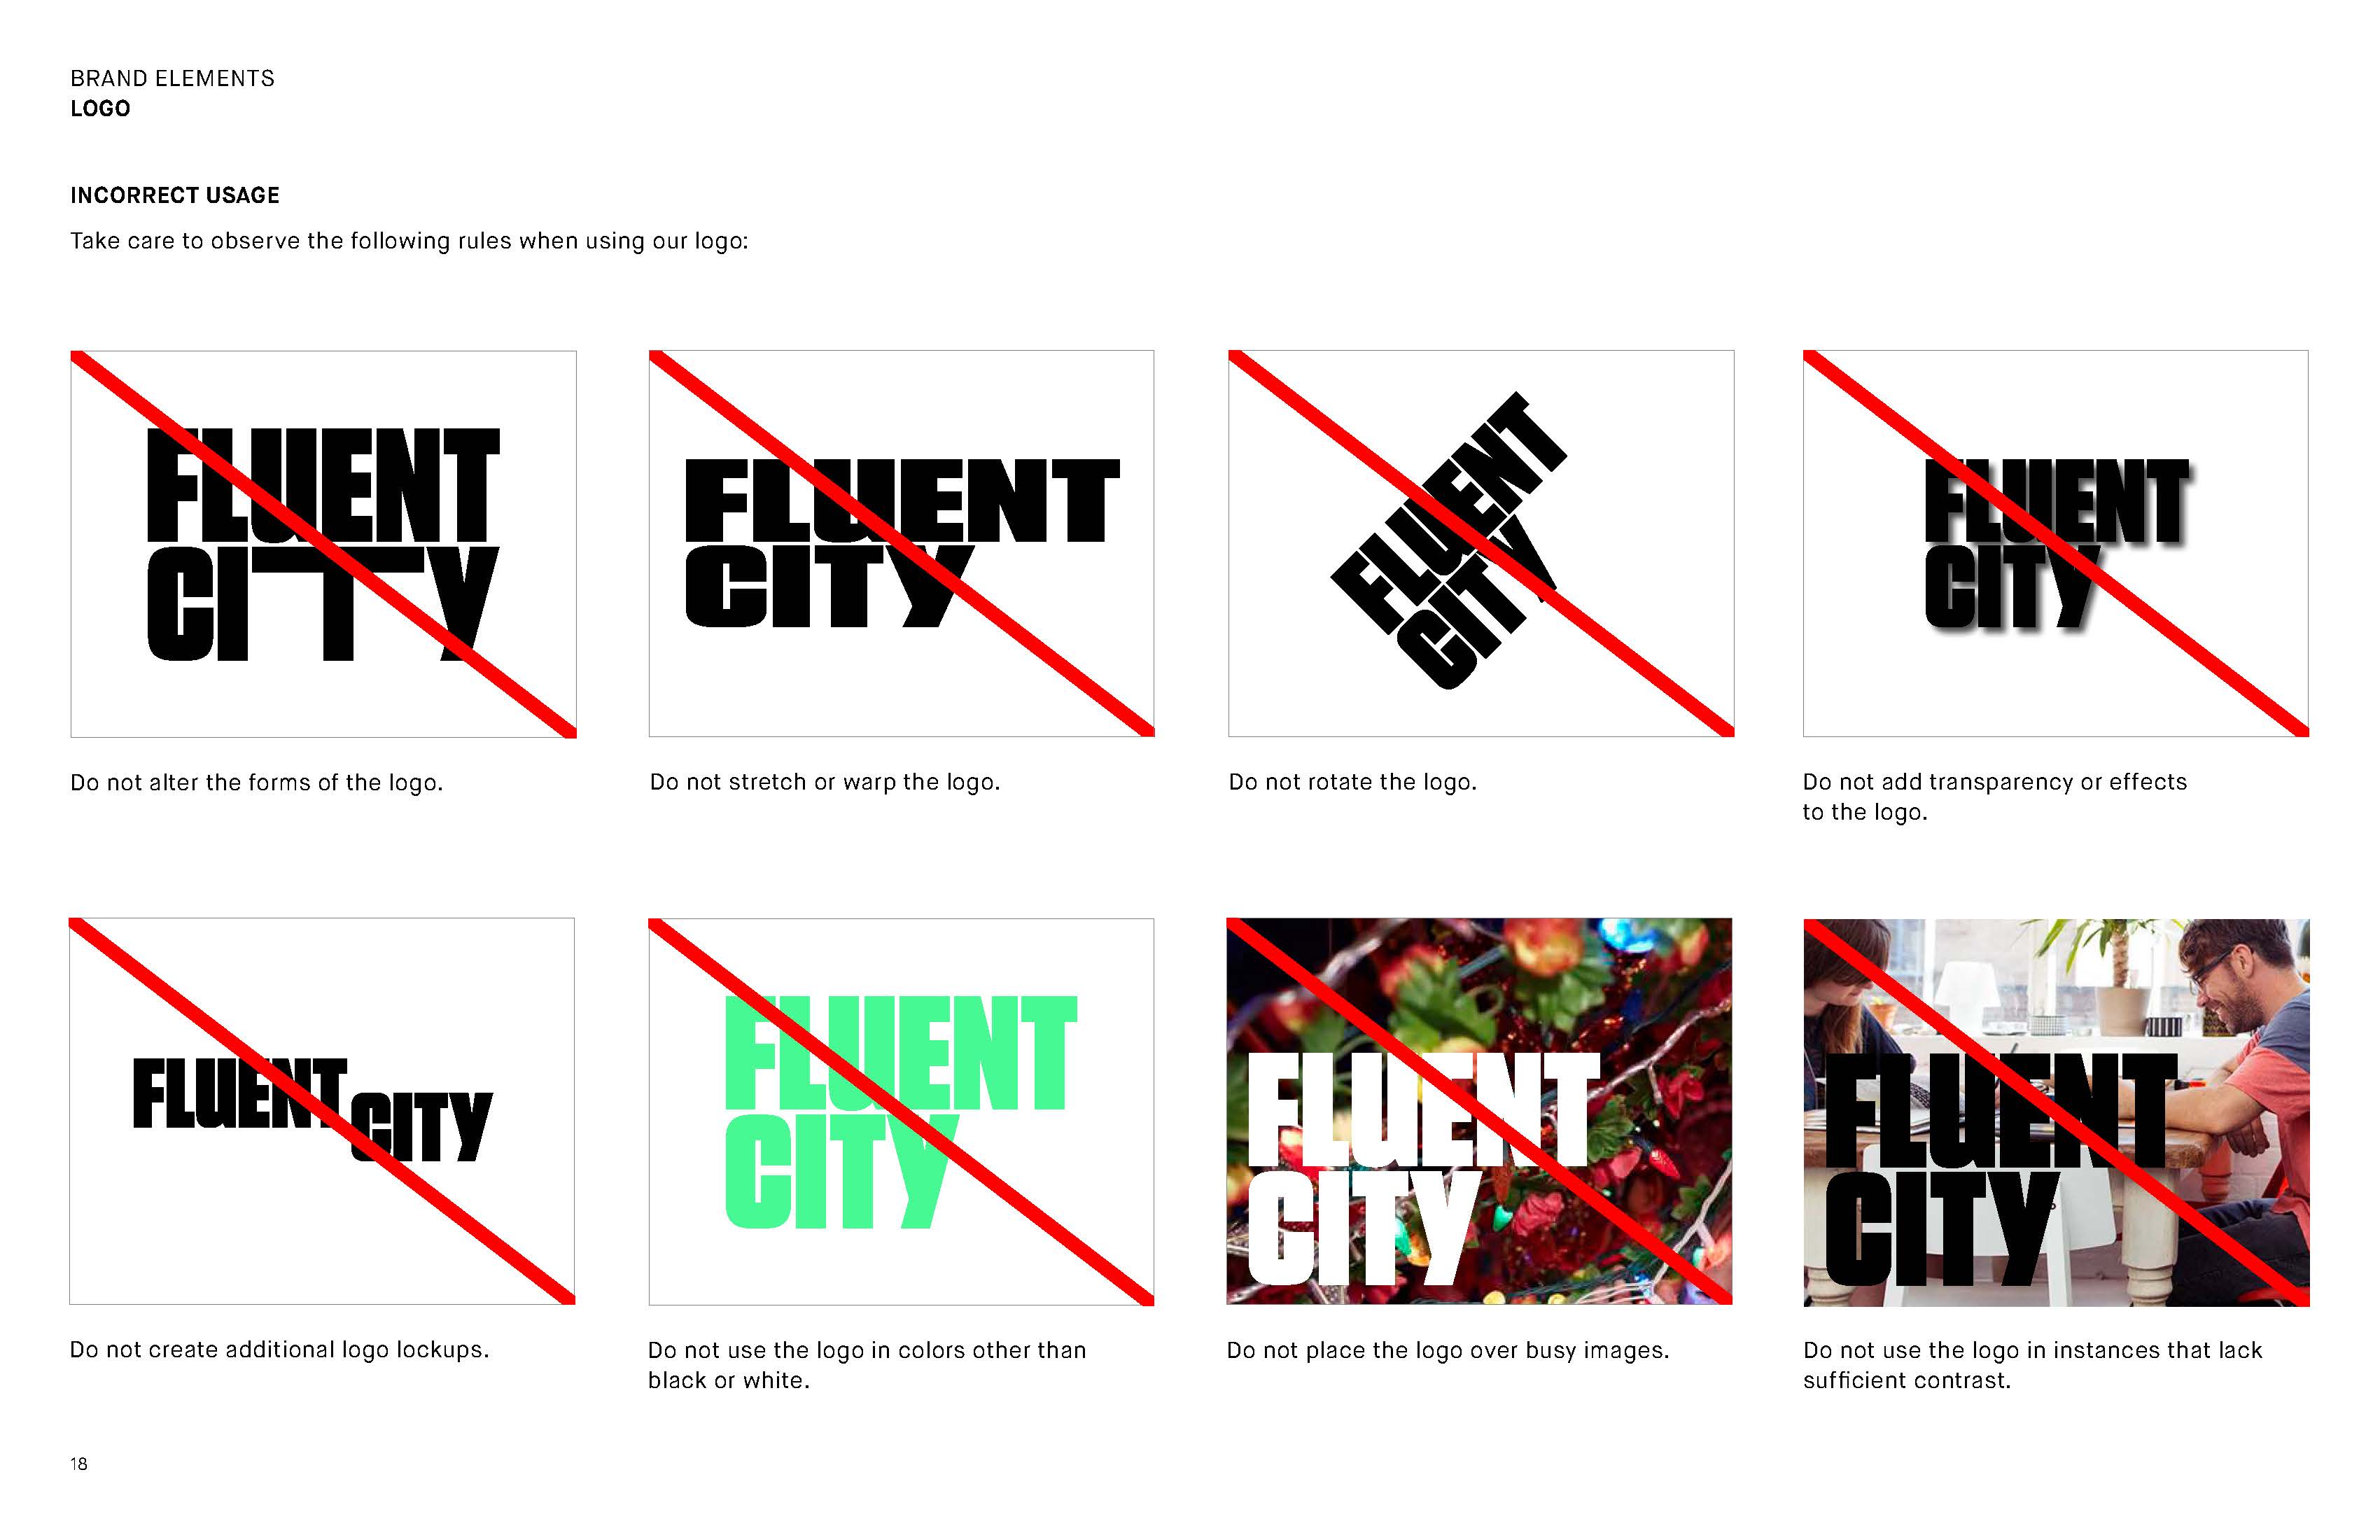 BRAND ELEMENTS
LOGO
INCORRECT USAGE
Take care to observe the following rules when using our logo:
FLUENT
CITY
FLUENT
CITY
FLUENT
CITY
FLUENT
CITY
Do not alter the forms of the logo.
Do not stretch or warp the logo.
Do not rotate the logo.
Do not add transparency or effects
to the logo.
FLUENT CITY
FLUENT
CITY
FLUENT
CITY
FLUENT
CITY
Do not create additional logo lockups.
Do not use the logo in colors other than
black or white.
Do not place the logo over busy images.
Do not use the logo in instances that lack
sufficient contrast.
18